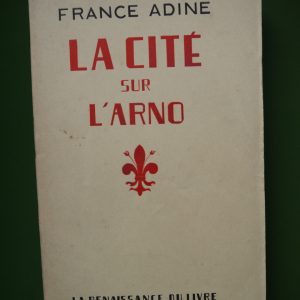 FRANCE ADINE
LA CITÉ
SUR
L'ARNO
LA RENAISSANCE DU LIVRE